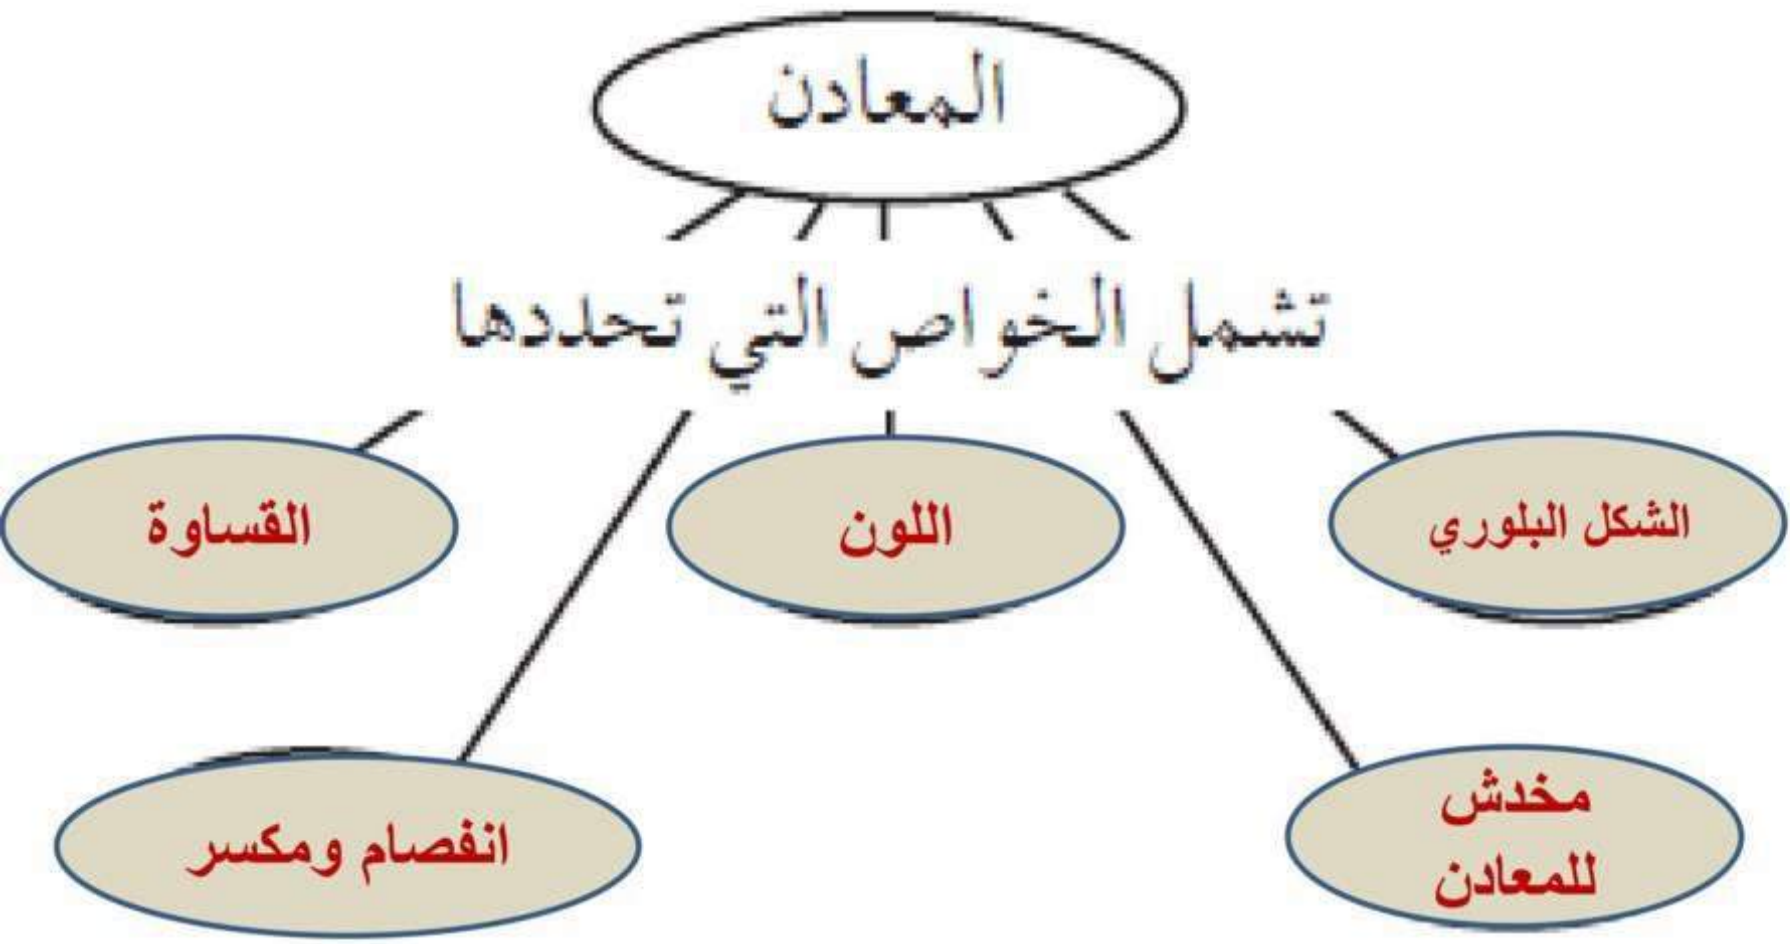 المعادن
تشمل الخواص التي تحددها
الشكل البلوري
اللون
القساوة
مخدش
للمعادن
انفصام ومكسر